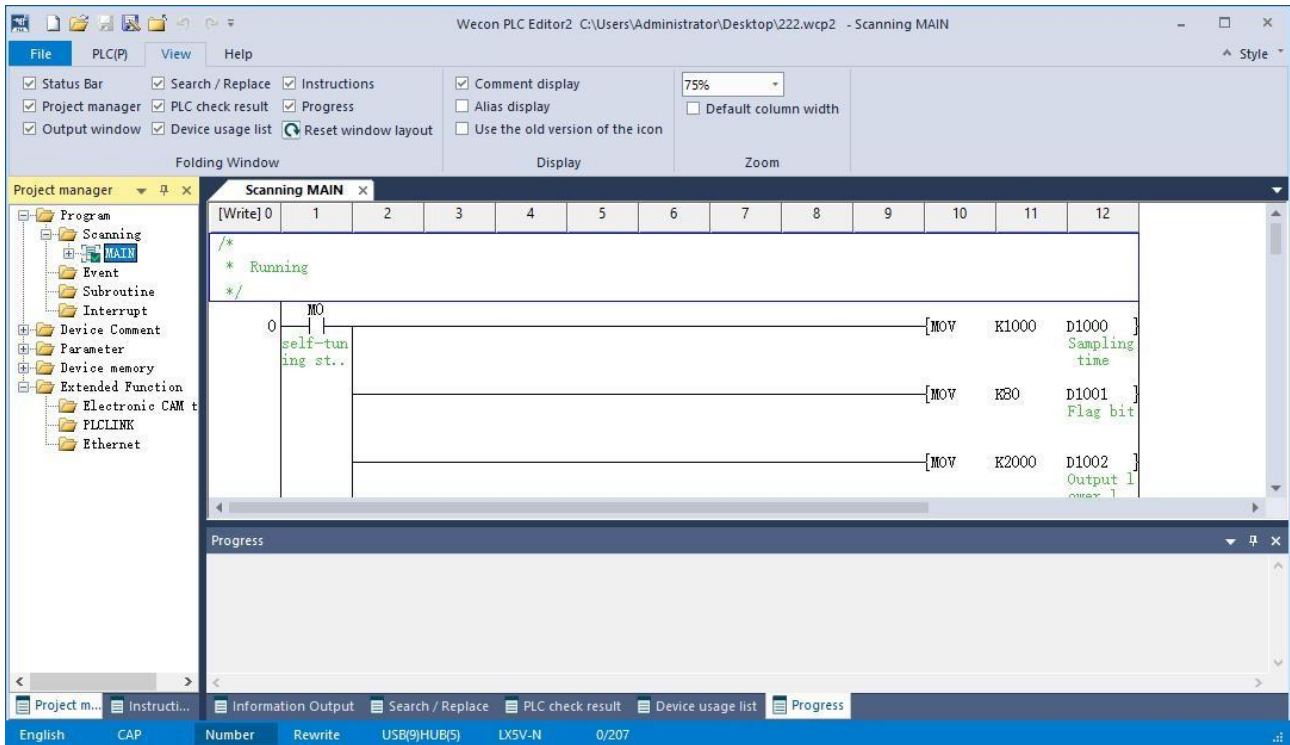 Wecon PLC Editor2 C:\Users\Administrator\Desktop\222.wcp2 - Scanning MAIN
File PLC(P) View Help Style
Status Bar Search / Replace Instructions Comment display 75%
Project manager PLC check result Progress Alias display Default column width
Output window Device usage list Reset window layout Use the old version of the icon
Folding Window Display Zoom
Project manager
Program
Scanning
MAIN
Event
Subroutine
Interrupt
Device Comment
Parameter
Device memory
Extended Function
Electronic CAM t
PLCLINK
Ethernet
Project m... Instructi...
Scanning MAIN
[Write] 0 1 2 3 4 5 6 7 8 9 10 11 12
/*
* Running
*/
M0
0 [MOV K1000 D1000 ]
self-tun Sampling
ing st.. time
[MOV K80 D1001 ]
Flag bit
[MOV K2000 D1002 ]
Output l
ower l
Progress
Information Output Search / Replace PLC check result Device usage list Progress
English CAP Number Rewrite USB(9)HUB(5) LX5V-N 0/207